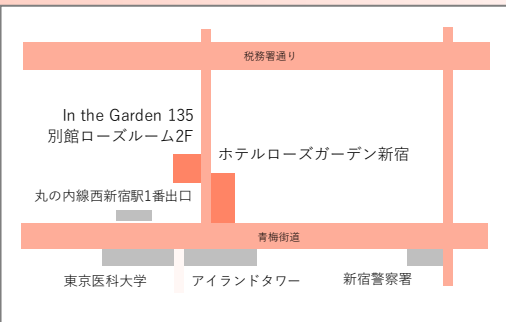 税務署通り
In the Garden 135
別館ローズルーム2F
ホテルローズガーデン新宿
丸の内線西新宿駅1番出口
青梅街道
東京医科大学
アイランドタワー
新宿警察署